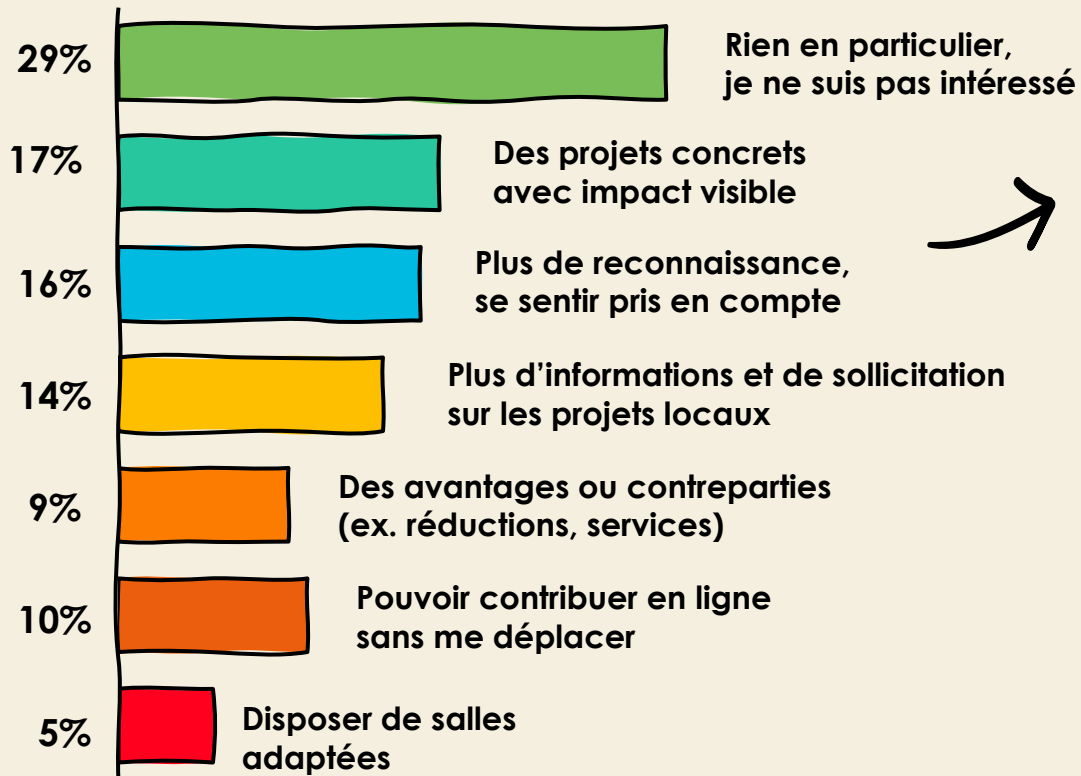 29%
Rien en particulier,
je ne suis pas intéressé
17%
Des projets concrets
avec impact visible
16%
Plus de reconnaissance,
se sentir pris en compte
14%
Plus d’informations et de sollicitation
sur les projets locaux
9%
Des avantages ou contreparties
(ex. réductions, services)
10%
Pouvoir contribuer en ligne
sans me déplacer
5%
Disposer de salles
adaptées